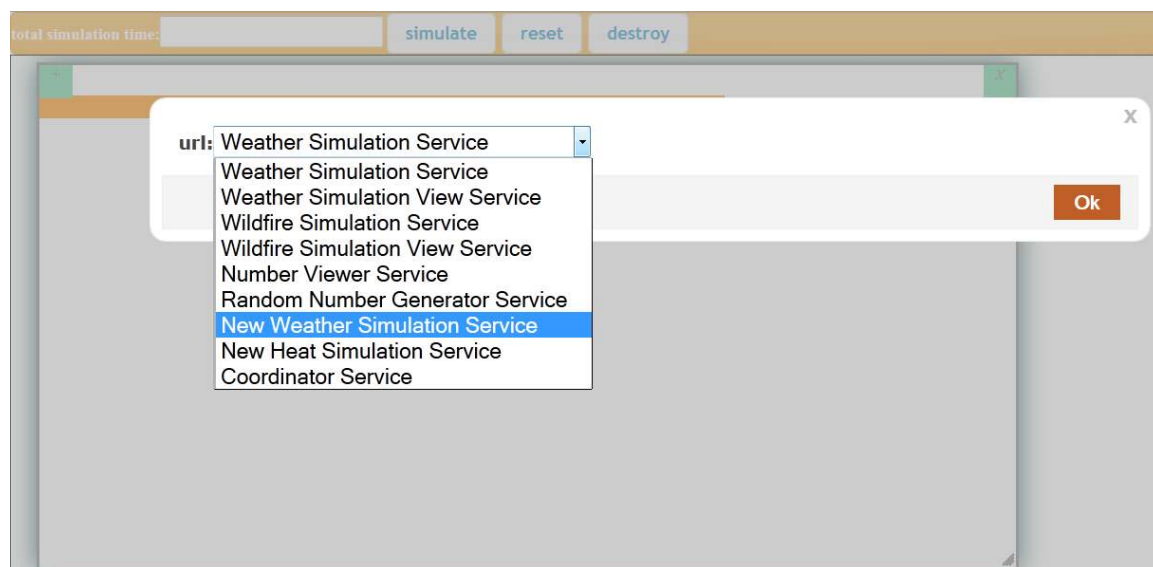 total simulation time: simulate reset destroy
+ X
X
url: Weather Simulation Service
Weather Simulation Service
Weather Simulation View Service
Wildfire Simulation Service
Ok
Wildfire Simulation View Service
Number Viewer Service
Random Number Generator Service
New Weather Simulation Service
New Heat Simulation Service
Coordinator Service